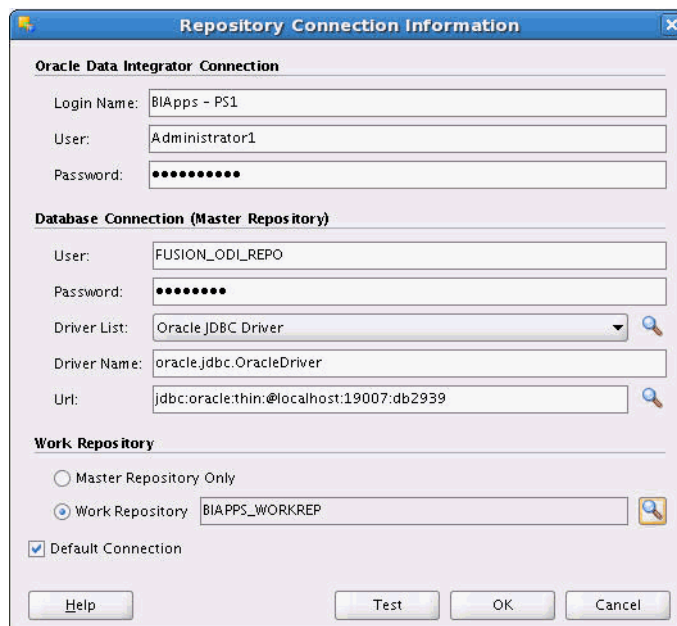 Repository Connection Information
Oracle Data Integrator Connection
Login Name: BIApps - PS1
User: Administrator1
Password: ••••••••••
Database Connection (Master Repository)
User: FUSION_ODI_REPO
Password: ••••••••
Driver List: Oracle JDBC Driver
Driver Name: oracle.jdbc.OracleDriver
Url: jdbc:oracle:thin:@localhost:19007:db2939
Work Repository
Master Repository Only
Work Repository BIAPPS_WORKREP
Default Connection
Help Test OK Cancel